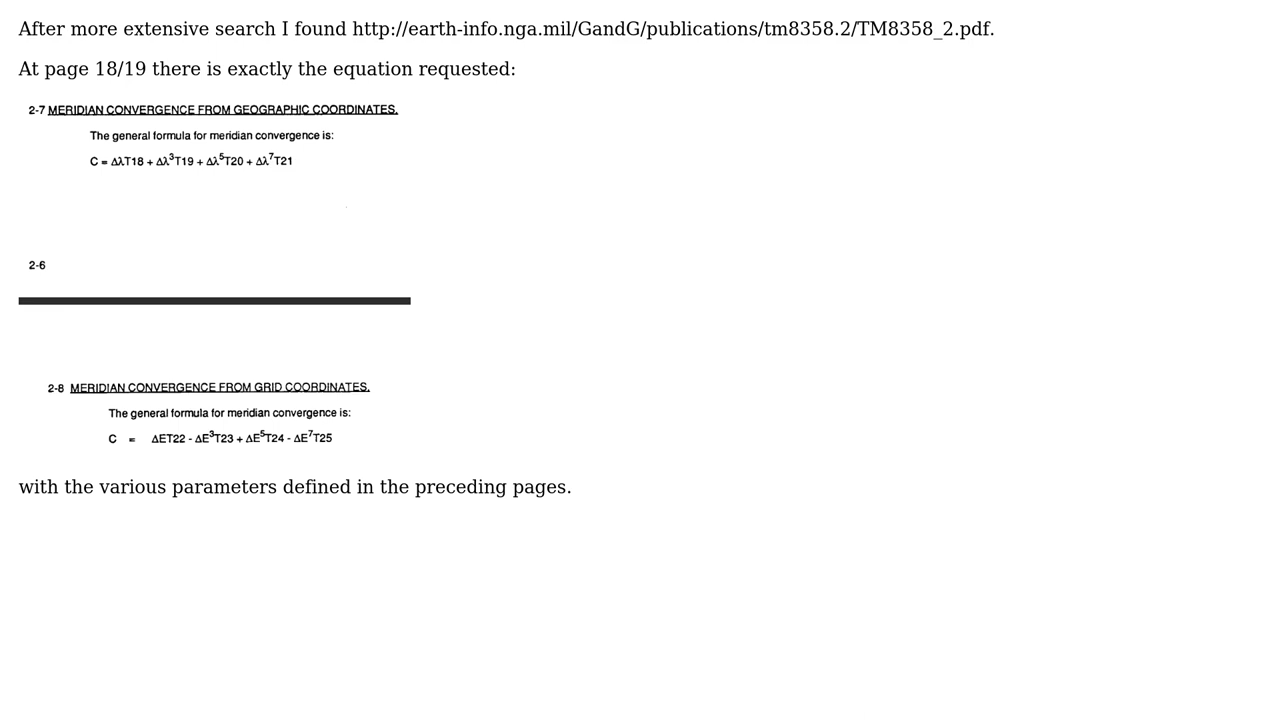 After more extensive search I found http://earth-info.nga.mil/GandG/publications/tm8358.2/TM8358_2.pdf.
At page 18/19 there is exactly the equation requested:
2-7 MERIDIAN CONVERGENCE FROM GEOGRAPHIC COORDINATES.
The general formula for meridian convergence is:
C = ΔλT18 + Δλ³T19 + Δλ⁵T20 + Δλ⁷T21
2-6
2-8 MERIDIAN CONVERGENCE FROM GRID COORDINATES.
The general formula for meridian convergence is:
C = ΔET22 - ΔE³T23 + ΔE⁵T24 - ΔE⁷T25
with the various parameters defined in the preceding pages.